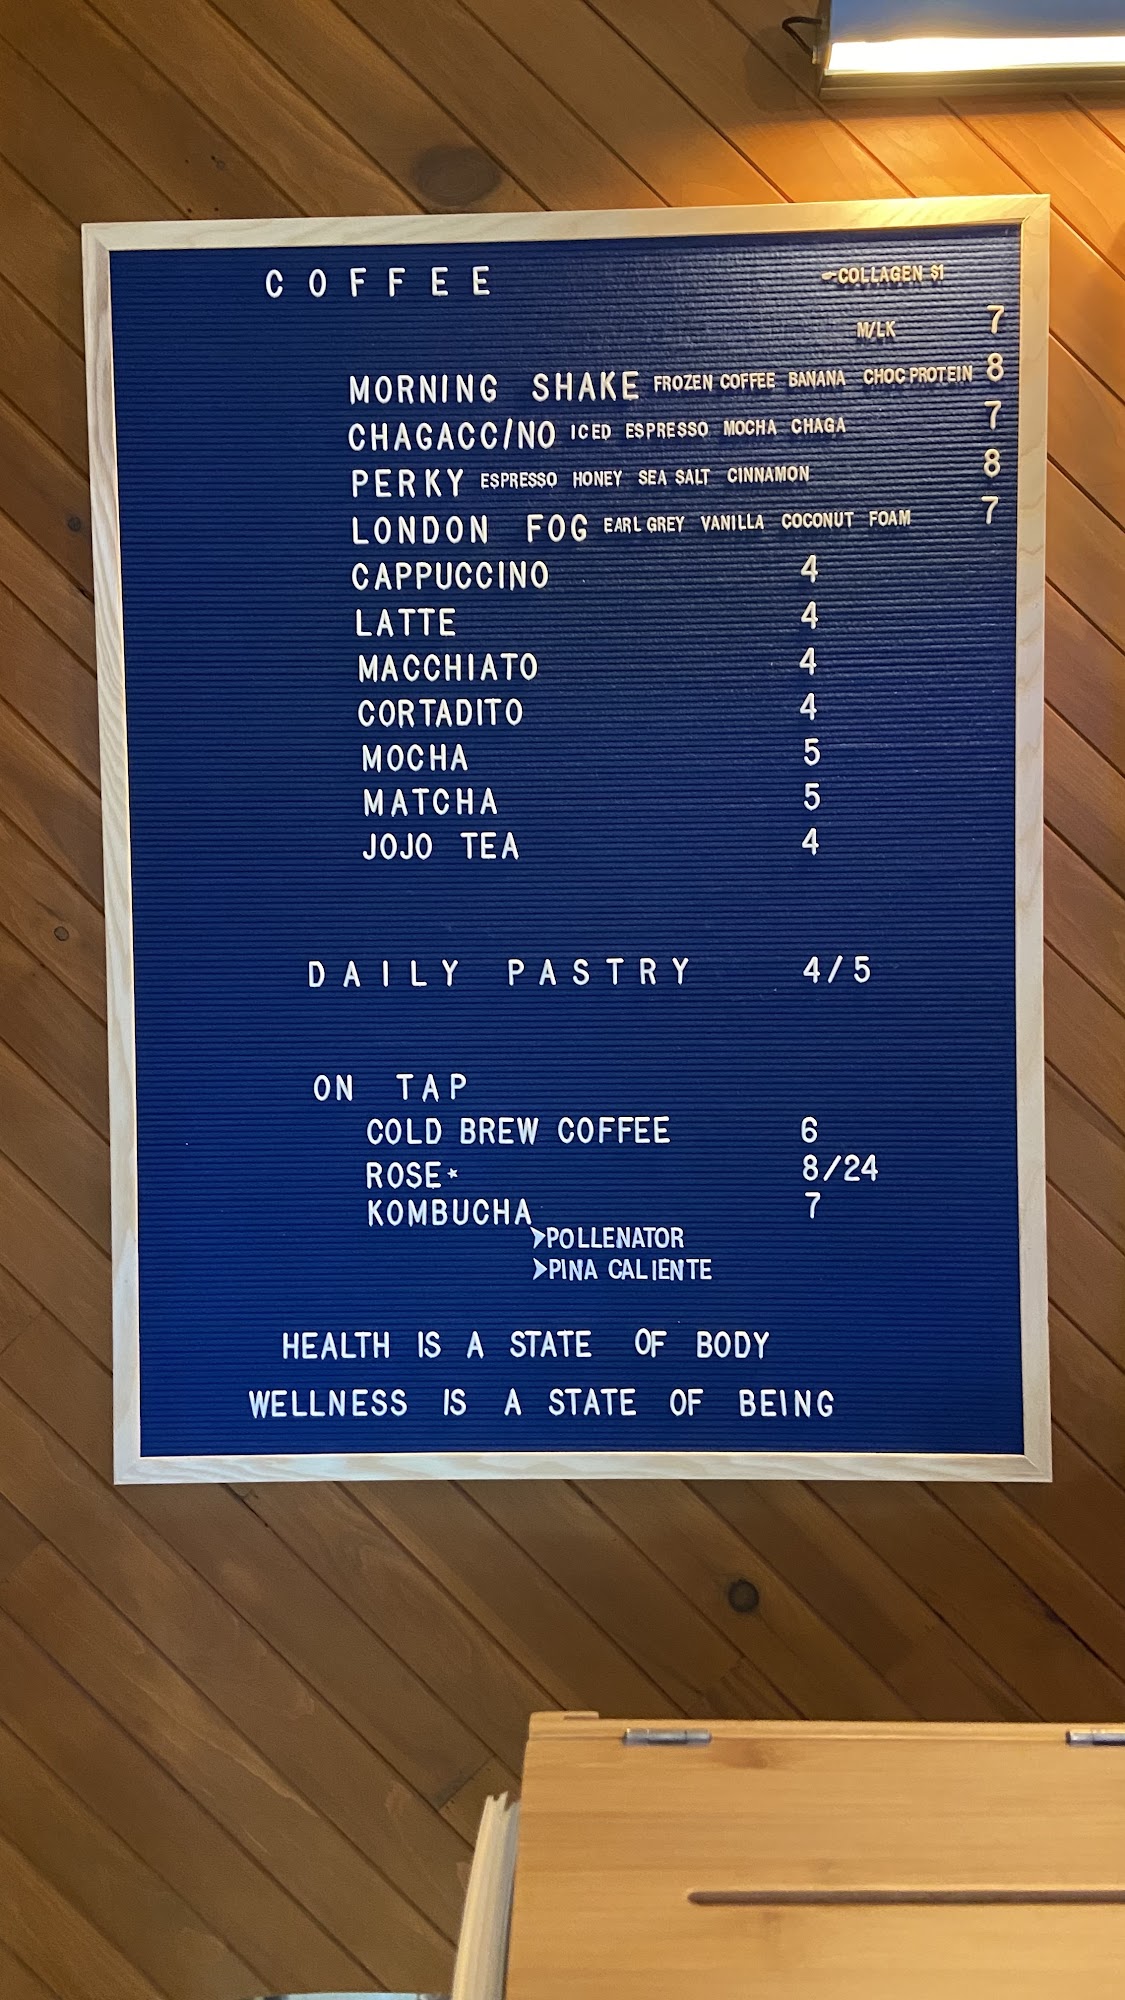 COFFEE -COLLAGEN $1
M/LK 7
MORNING SHAKE FROZEN COFFEE BANANA CHOC PROTEIN 8
CHAGACC/NO ICED ESPRESSO MOCHA CHAGA 7
PERKY ESPRESSO HONEY SEA SALT CINNAMON 8
LONDON FOG EARL GREY VANILLA COCONUT FOAM 7
CAPPUCCINO 4
LATTE 4
MACCHIATO 4
CORTADITO 4
MOCHA 5
MATCHA 5
JOJO TEA 4
DAILY PASTRY 4/5
ON TAP
COLD BREW COFFEE 6
ROSE* 8/24
KOMBUCHA 7
➤POLLENATOR
➤PINA CALIENTE
HEALTH IS A STATE OF BODY
WELLNESS IS A STATE OF BEING